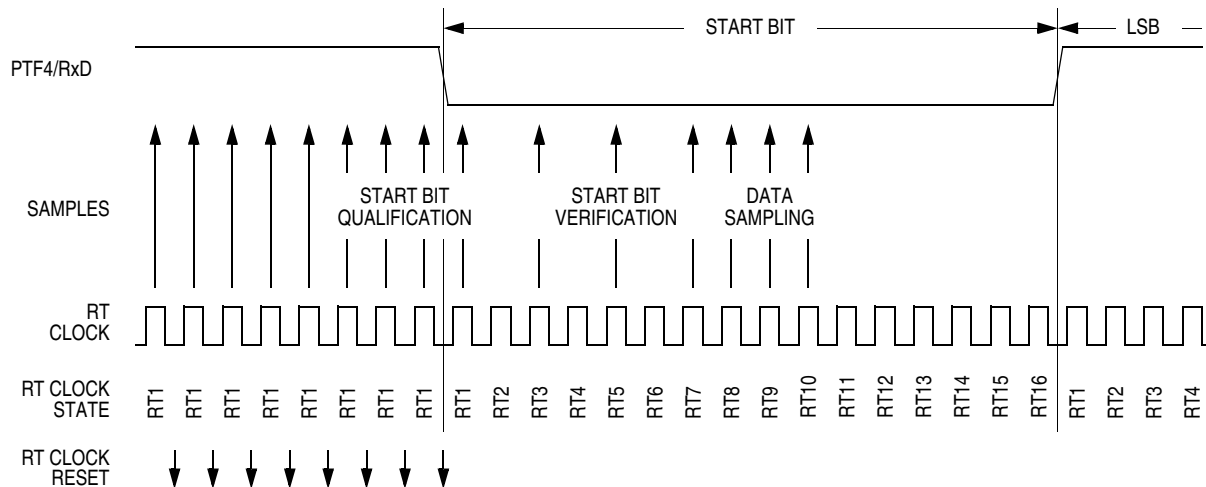 START BIT
LSB
PTF4/RxD
SAMPLES
START BIT
QUALIFICATION
START BIT
VERIFICATION
DATA
SAMPLING
RT
CLOCK
RT CLOCK
STATE
RT1 RT1 RT1 RT1 RT1 RT1 RT1 RT1 RT1 RT2 RT3 RT4 RT5 RT6 RT7 RT8 RT9 RT10 RT11 RT12 RT13 RT14 RT15 RT16 RT1 RT2 RT3 RT4
RT CLOCK
RESET